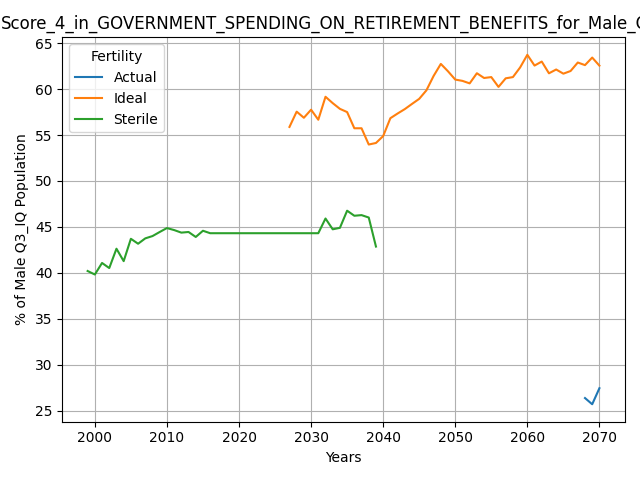 Score_4_in_GOVERNMENT_SPENDING_ON_RETIREMENT_BENEFITS_for_Male_
Fertility
Actual
Ideal
Sterile
65
60
55
50
45
40
35
30
25
% of Male Q3_IQ Population
2000 2010 2020 2030 2040 2050 2060 2070
Years